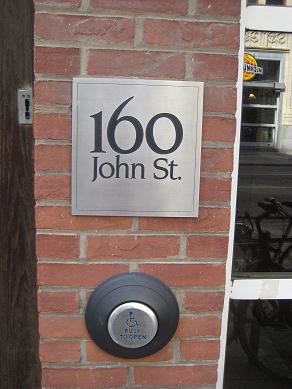 160
John St.
PUSH
TO OPEN